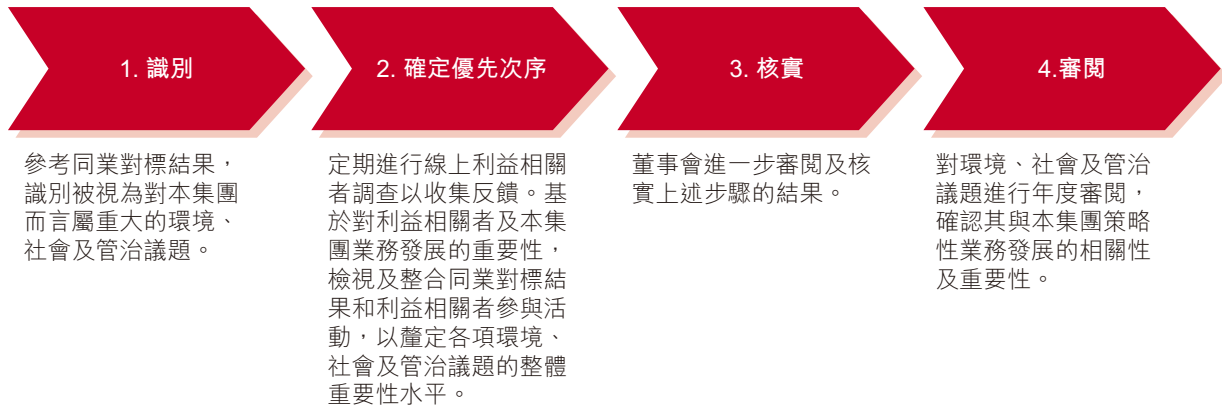 1. 識別
參考同業對標結果，
識別被視為對本集團
而言屬重大的環境、
社會及管治議題。
2. 確定優先次序
定期進行線上利益相關
者調查以收集反饋。基
於對利益相關者及本集
團業務發展的重要性，
檢視及整合同業對標結
果和利益相關者參與活
動，以釐定各項環境、
社會及管治議題的整體
重要性水平。
3. 核實
董事會進一步審閱及核
實上述步驟的結果。
4.審閱
對環境、社會及管治
議題進行年度審閱，
確認其與本集團策略
性業務發展的相關性
及重要性。